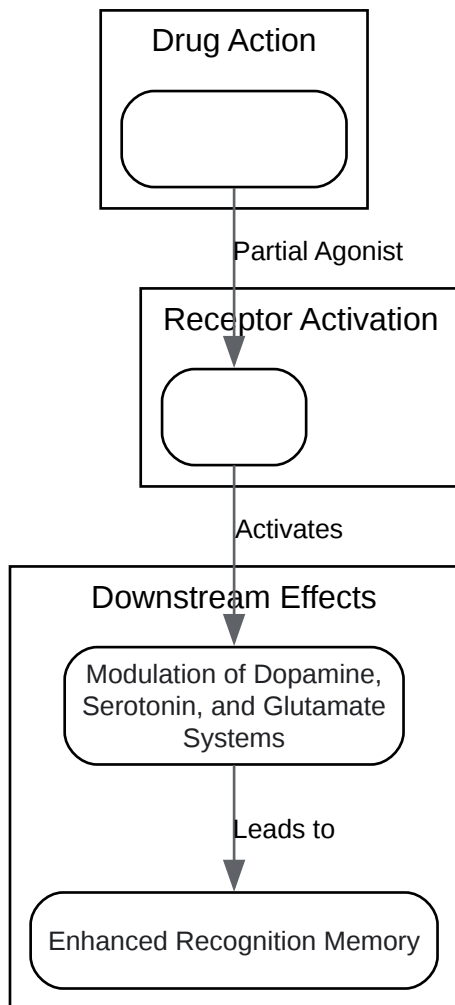 Drug Action
Partial Agonist
Receptor Activation
Activates
Downstream Effects
Modulation of Dopamine,
Serotonin, and Glutamate
Systems
Leads to
Enhanced Recognition Memory